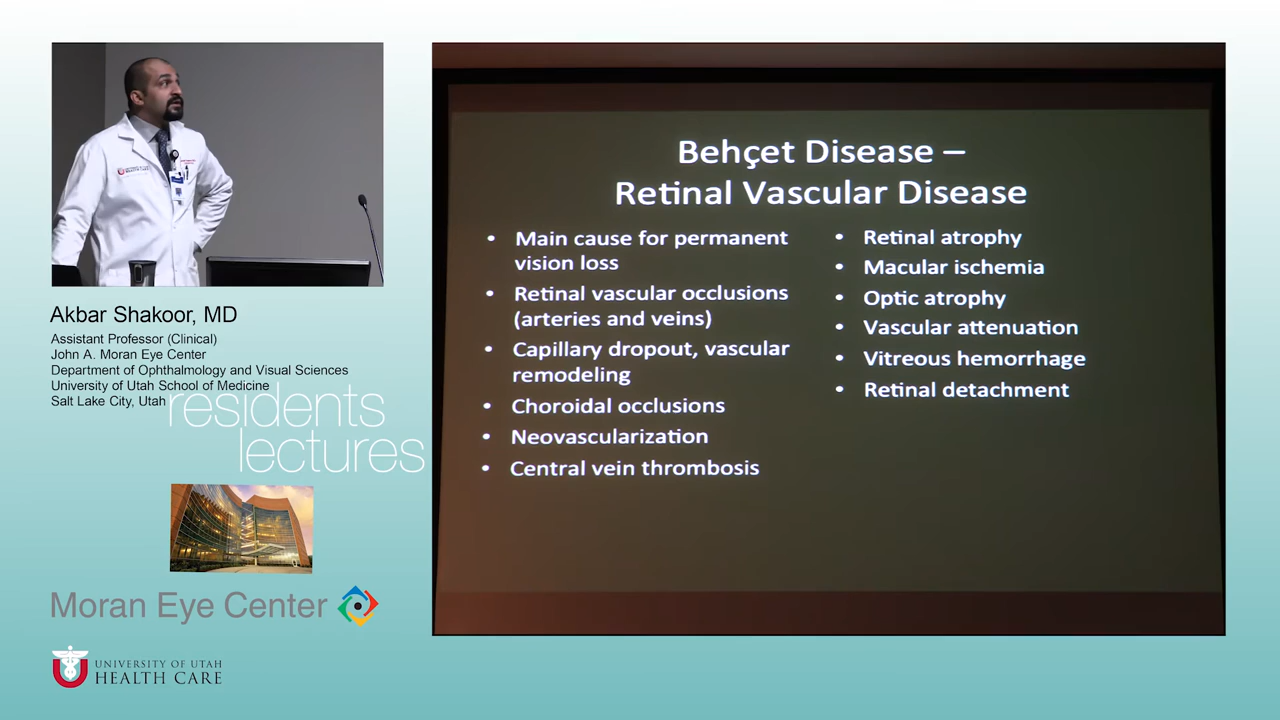 Behçet Disease –
Retinal Vascular Disease
• Main cause for permanent
vision loss
• Retinal vascular occlusions
(arteries and veins)
• Capillary dropout, vascular
remodeling
• Choroidal occlusions
• Neovascularization
• Central vein thrombosis
• Retinal atrophy
• Macular ischemia
• Optic atrophy
• Vascular attenuation
• Vitreous hemorrhage
• Retinal detachment
Akbar Shakoor, MD
Assistant Professor (Clinical)
John A. Moran Eye Center
Department of Ophthalmology and Visual Sciences
University of Utah School of Medicine
Salt Lake City, Utah
residents
lectures
Moran Eye Center
UNIVERSITY OF UTAH
HEALTH CARE